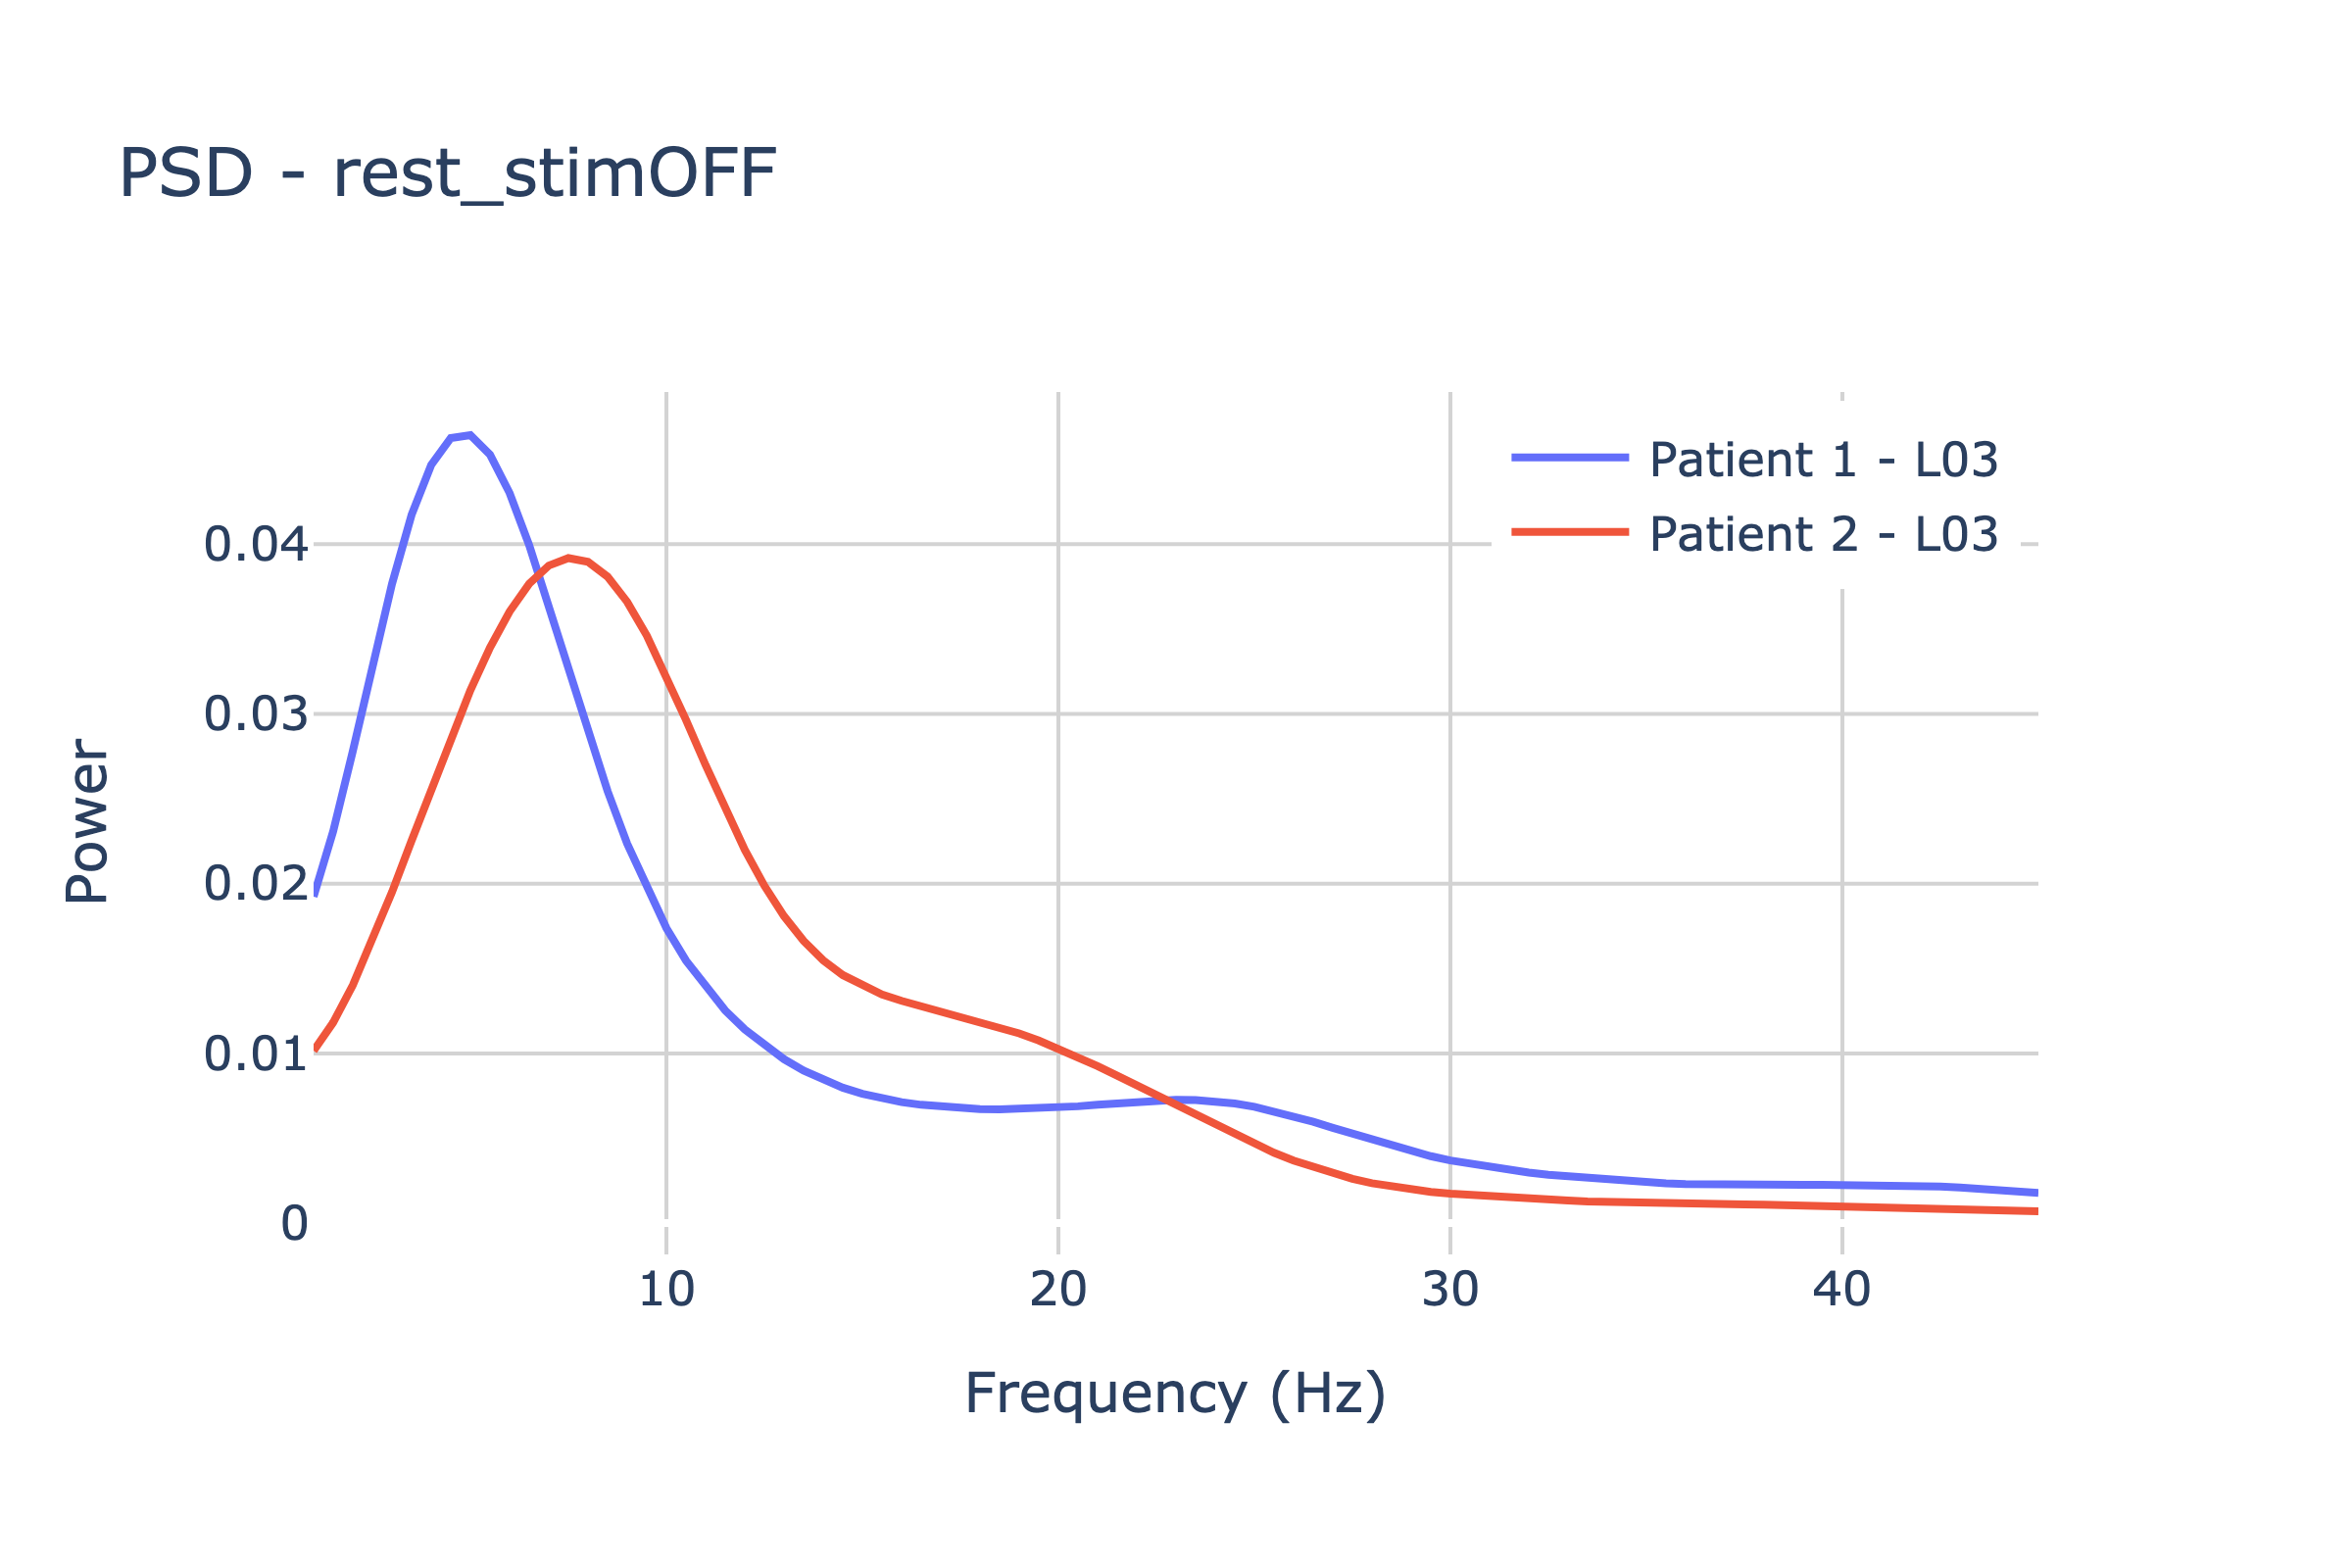 PSD - rest_stimOFF
Patient 1 - L03
Patient 2 - L03
0.04
0.03
0.02
0.01
0
Power
10
20
30
40
Frequency (Hz)